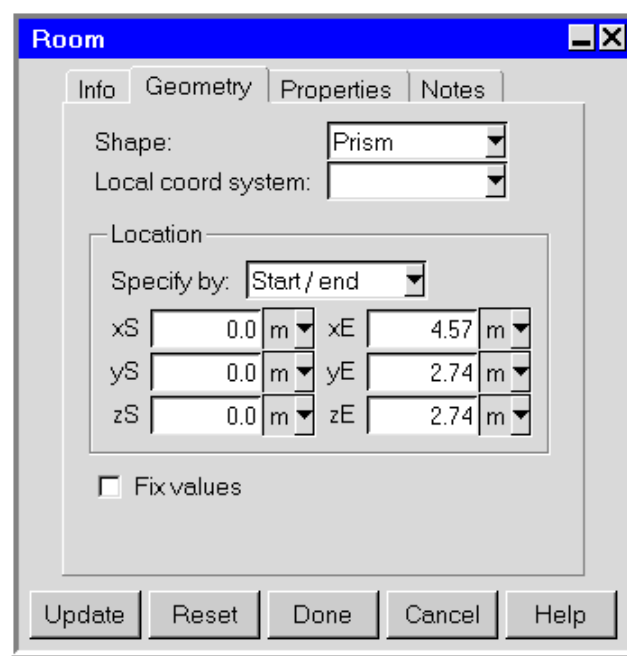 Room
Info Geometry Properties Notes
Shape: Prism
Local coord system:
Location
Specify by: Start / end
xS 0.0 m xE 4.57 m
yS 0.0 m yE 2.74 m
zS 0.0 m zE 2.74 m
Fix values
Update Reset Done Cancel Help